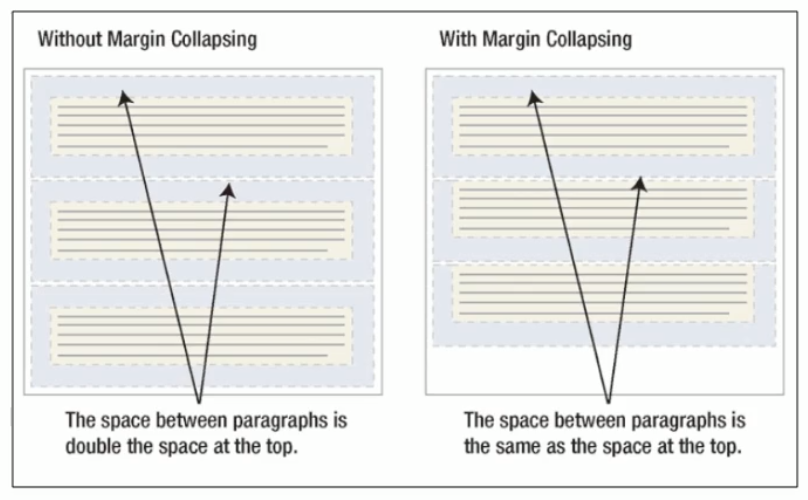 Without Margin Collapsing
With Margin Collapsing
The space between paragraphs is
double the space at the top.
The space between paragraphs is
the same as the space at the top.